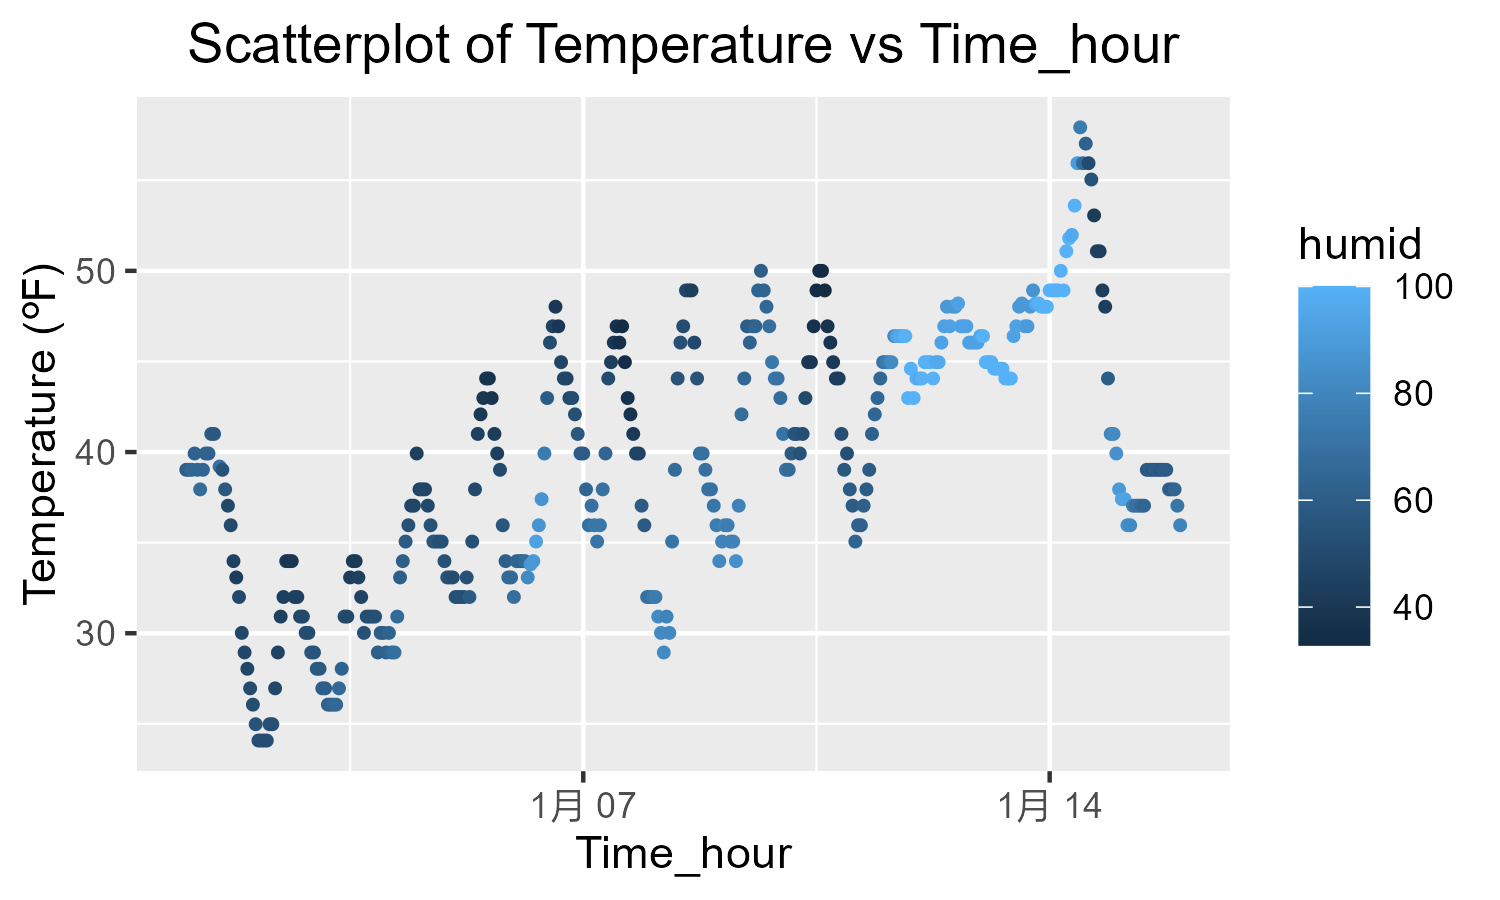 Scatterplot of Temperature vs Time_hour
Temperature (ºF)
50
40
30
1月 07
1月 14
Time_hour
humid
100
80
60
40